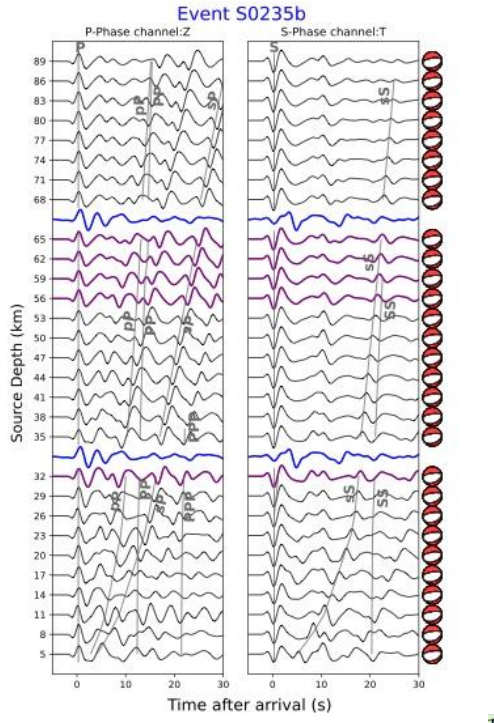 Event S0235b
P-Phase channel:Z
S-Phase channel:T
P
S
89
86
83
80
77
74
71
68
65
62
59
56
53
50
47
44
41
38
35
32
29
26
23
20
17
14
11
8
5
pP
PP
sP
sS
sS
pP
PP
sP
SS
PPP
pP
PP
sP
PPP
sS
SS
Source Depth (km)
0
10
20
30
0
10
20
30
Time after arrival (s)